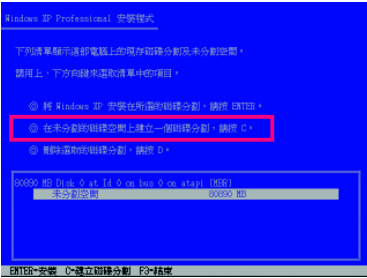 Windows XP Professional 安裝程式
下列清單顯示這部電腦上的現存磁碟分割及未分割空間。
請用上、下方向鍵來選取清單中的項目。
◎ 將 Windows XP 安裝在所選的磁碟分割，請按 ENTER。
◎ 在未分割的磁碟空間上建立一個磁碟分割，請按 C。
◎ 刪除選取的磁碟分割，請按 D。
80890 MB Disk 0 at Id 0 on bus 0 on atapi (MBR)
未分割空間 80890 MB
ENTER=安裝 C=建立磁碟分割 F3=結束